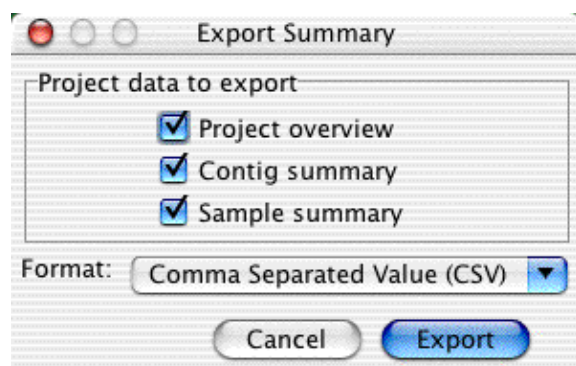 Export Summary
Project data to export
Project overview
Contig summary
Sample summary
Format: Comma Separated Value (CSV)
Cancel Export